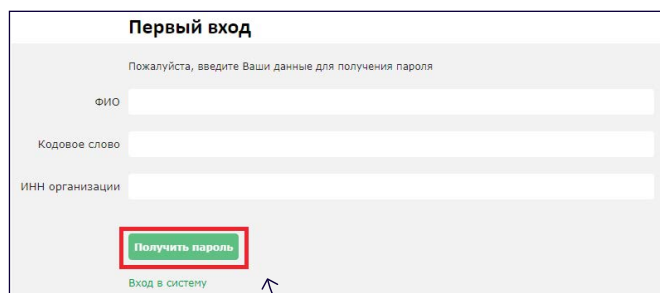 Первый вход
Пожалуйста, введите Ваши данные для получения пароля
ФИО
Кодовое слово
ИНН организации
Получить пароль
Вход в систему